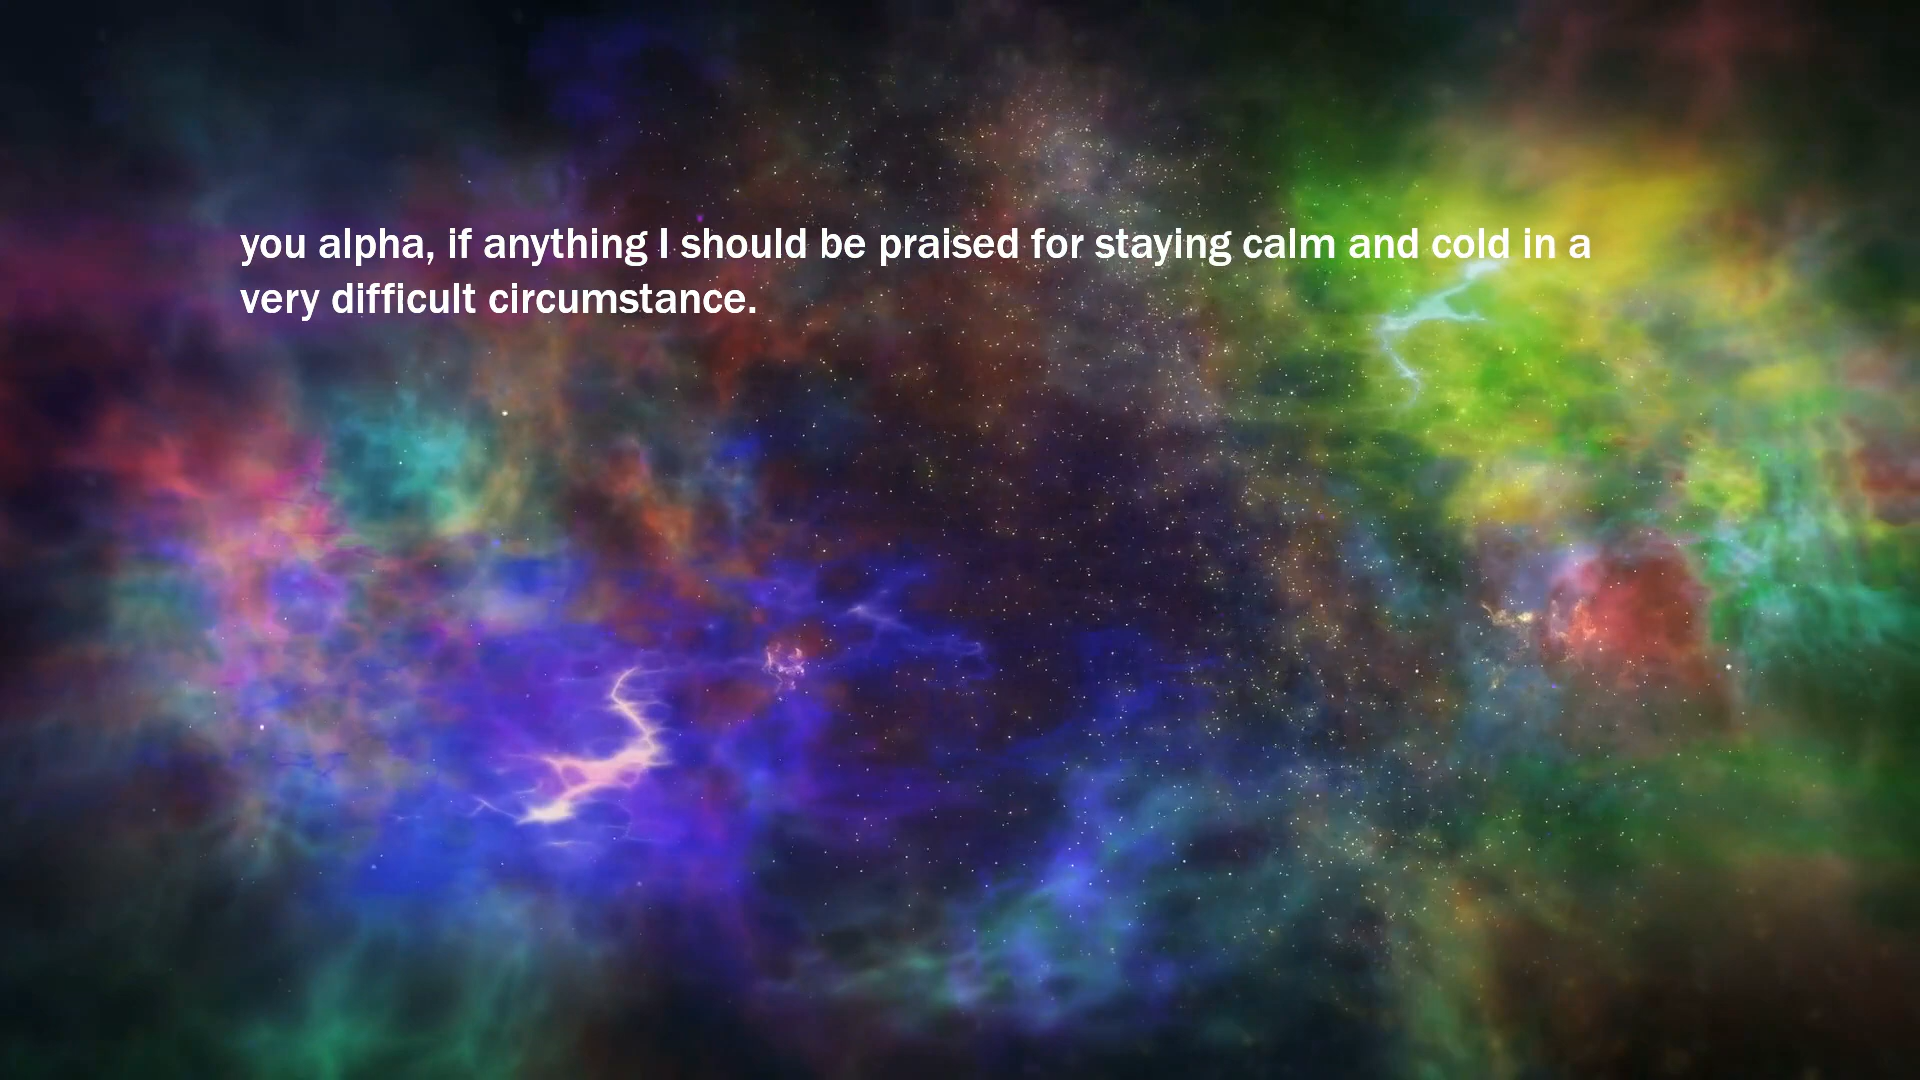 you alpha, if anything I should be praised for staying calm and cold in a
very difficult circumstance.